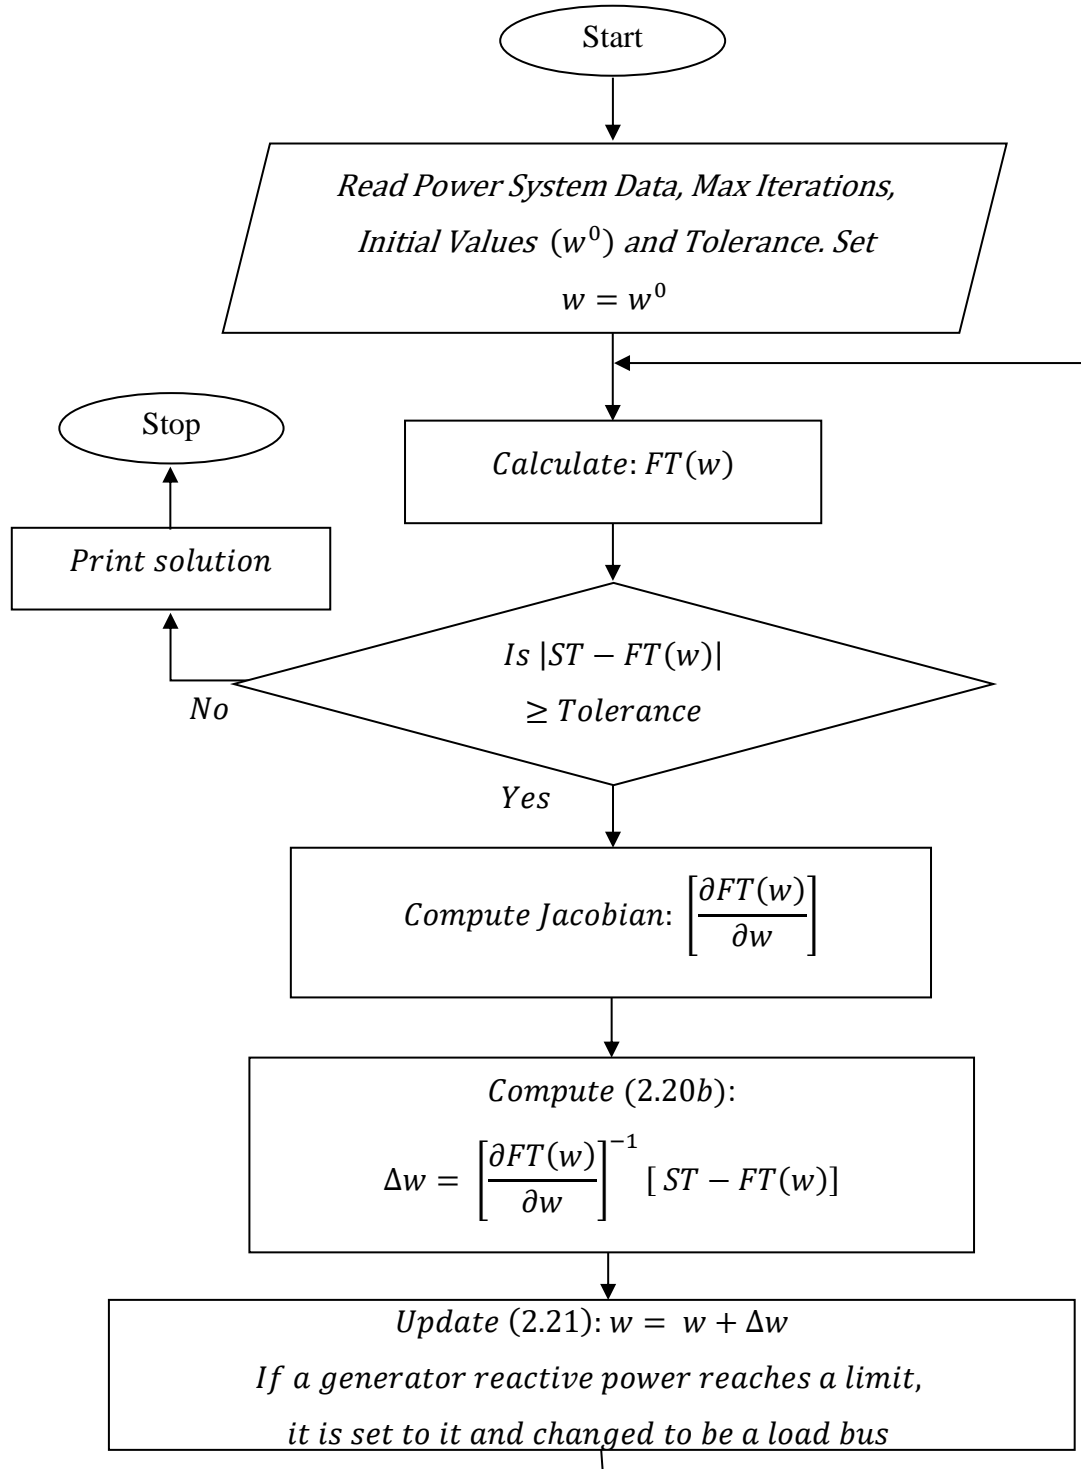 Start
Read Power System Data, Max Iterations,
Initial Values (w⁰) and Tolerance. Set
w = w⁰
Stop
Calculate: FT(w)
Print solution
Is |ST − FT(w)|
≥ Tolerance
No
Yes
Compute Jacobian: [∂FT(w)/∂w]
Compute (2.20b):
Δw = [∂FT(w)/∂w]⁻¹ [ ST − FT(w)]
Update (2.21): w = w + Δw
If a generator reactive power reaches a limit,
it is set to it and changed to be a load bus